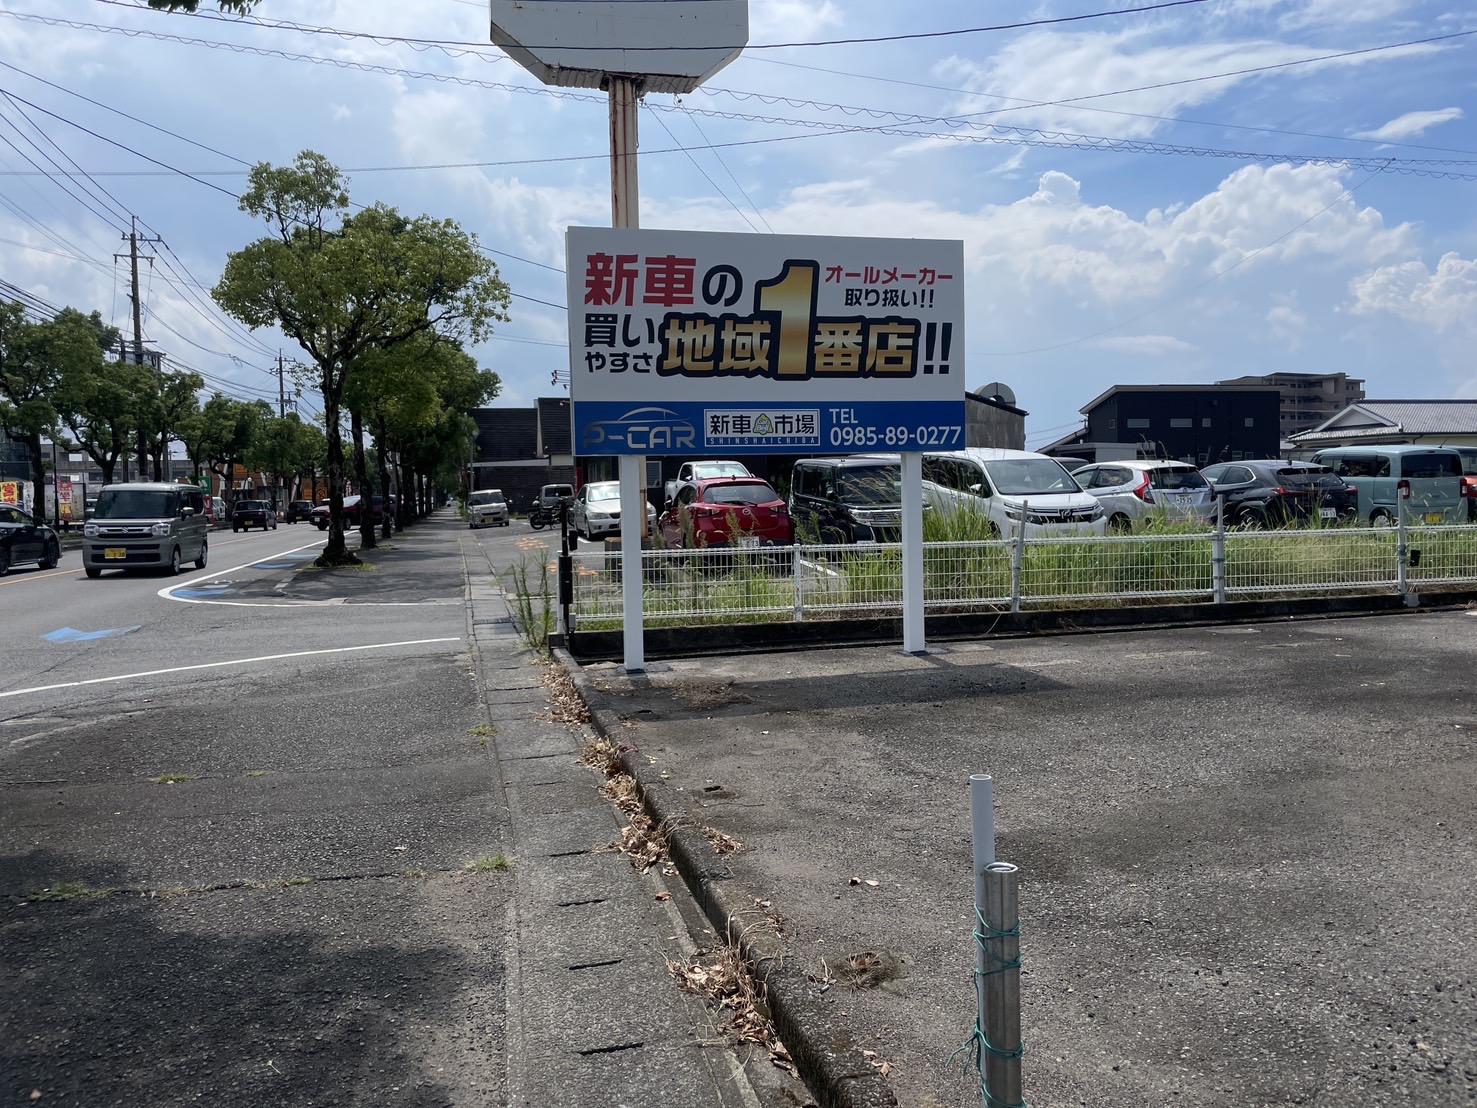 新車の
オールメーカー
取り扱い!!
買い
やすさ
地域1番店!!
P-CAR
新車市場
SHINSHAICHIBA
TEL
0985-89-0277